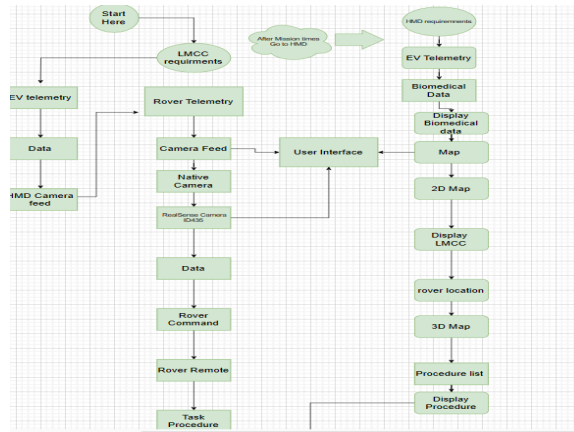 Start
Here
LMCC
requirments
EV telemetry
Data
HMD Camera
feed
Rover Telemetry
Camera Feed
Native
Camera
RealSense Camera
ID435
Data
Rover
Command
Rover Remote
Task
Procedure
After Mission times
Go to HMD
User Interface
HMD requiremnents
EV Telemetry
Biomedical
Data
Display
Biomedical
data
Map
2D Map
Display
LMCC
rover location
3D Map
Procedure list
Display
Procedure